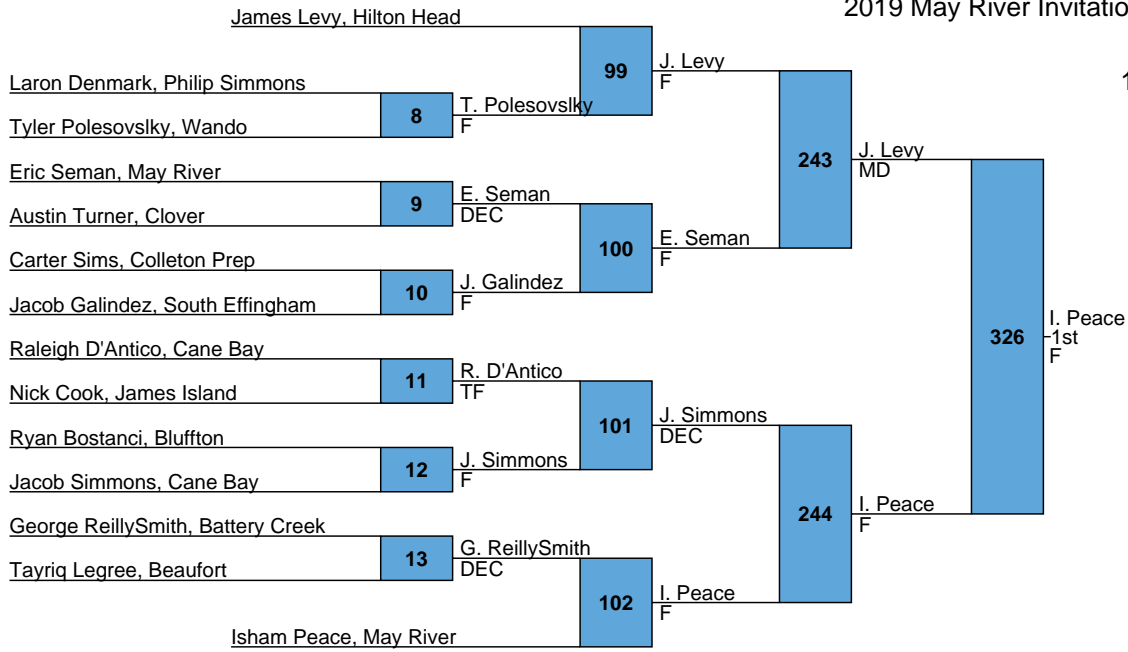 2019 May River Invitatio
1
James Levy, Hilton Head
99
J. Levy
F
Laron Denmark, Philip Simmons
8
T. Polesovslky
F
Tyler Polesovslky, Wando
243
J. Levy
MD
Eric Seman, May River
9
E. Seman
DEC
Austin Turner, Clover
100
E. Seman
F
Carter Sims, Colleton Prep
10
J. Galindez
F
Jacob Galindez, South Effingham
326
I. Peace
1st
F
Raleigh D'Antico, Cane Bay
11
R. D'Antico
TF
Nick Cook, James Island
101
J. Simmons
DEC
Ryan Bostanci, Bluffton
12
J. Simmons
F
Jacob Simmons, Cane Bay
244
I. Peace
F
George ReillySmith, Battery Creek
13
G. ReillySmith
DEC
Tayriq Legree, Beaufort
102
I. Peace
F
Isham Peace, May River